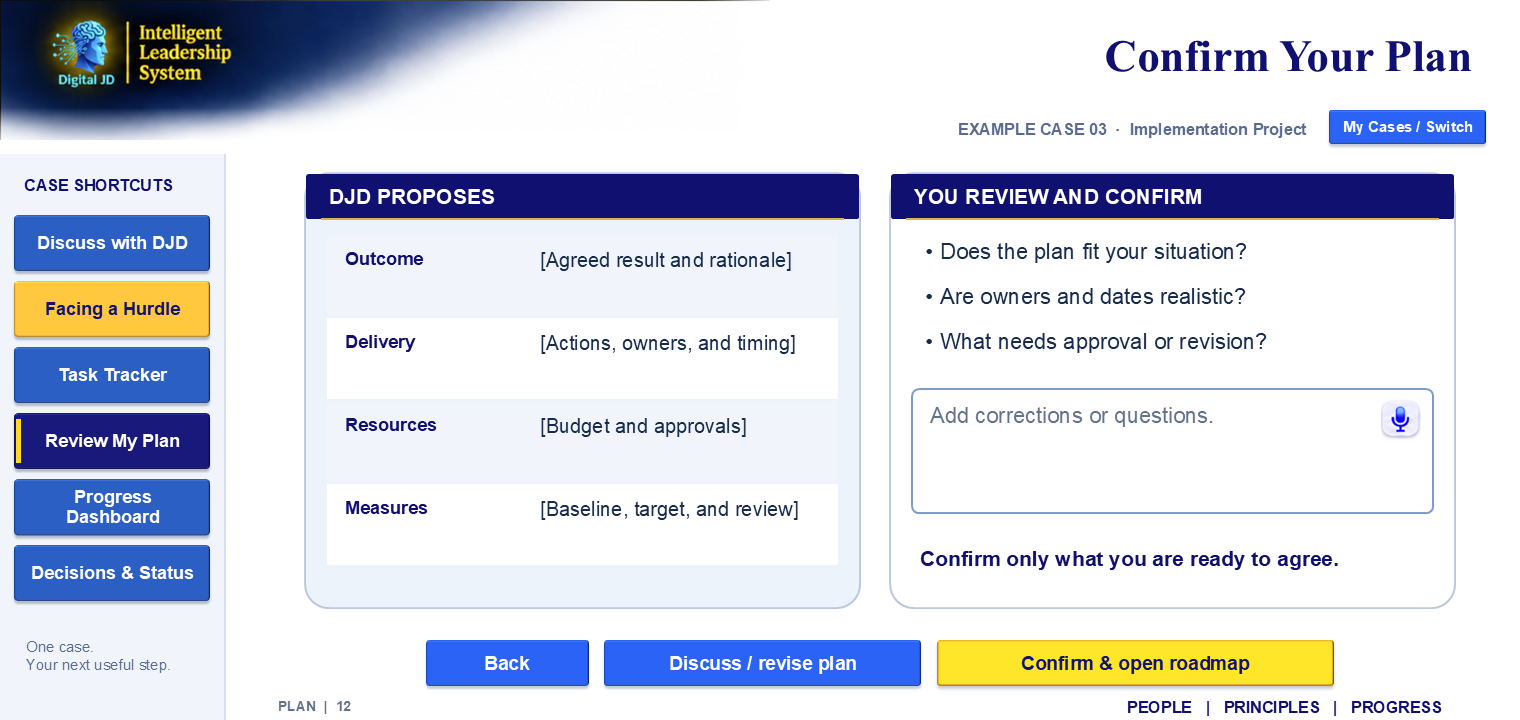 Digital JD
Intelligent
Leadership
System
Confirm Your Plan
EXAMPLE CASE 03 · Implementation Project
My Cases / Switch
CASE SHORTCUTS
Discuss with DJD
Facing a Hurdle
Task Tracker
Review My Plan
Progress
Dashboard
Decisions & Status
One case.
Your next useful step.
DJD PROPOSES
Outcome [Agreed result and rationale]
Delivery [Actions, owners, and timing]
Resources [Budget and approvals]
Measures [Baseline, target, and review]
YOU REVIEW AND CONFIRM
• Does the plan fit your situation?
• Are owners and dates realistic?
• What needs approval or revision?
Add corrections or questions.
Confirm only what you are ready to agree.
Back
Discuss / revise plan
Confirm & open roadmap
PLAN | 12
PEOPLE | PRINCIPLES | PROGRESS